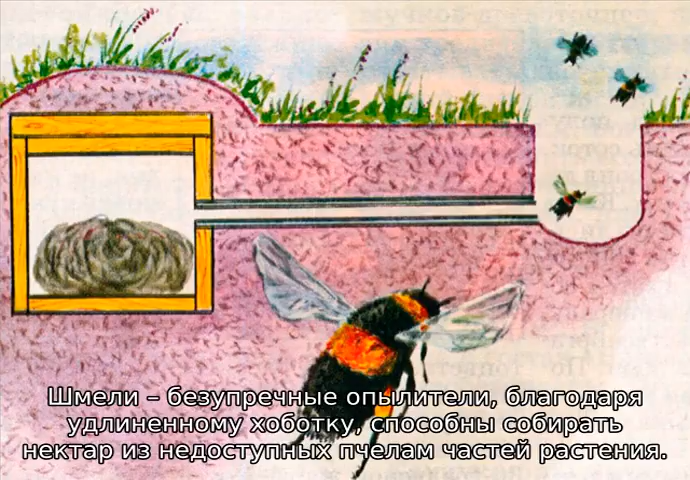 Шмели – безупречные опылители, благодаря
удлиненному хоботку, способны собирать
нектар из недоступных пчелам частей растения.